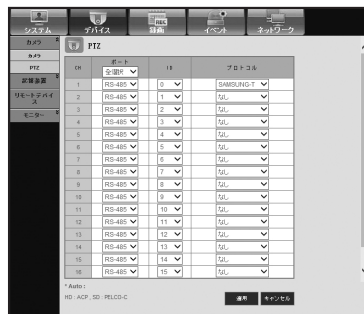 システム デバイス 録画 イベント ネットワーク
カメラ
カメラ
PTZ
記録装置
リモートデバイス
モニター
PTZ
CH ポート ID プロトコル
全選択
1 RS-485 0 SAMSUNG-T
2 RS-485 1 なし
3 RS-485 2 なし
4 RS-485 3 なし
5 RS-485 4 なし
6 RS-485 5 なし
7 RS-485 6 なし
8 RS-485 7 なし
9 RS-485 8 なし
10 RS-485 9 なし
11 RS-485 10 なし
12 RS-485 11 なし
13 RS-485 12 なし
14 RS-485 13 なし
15 RS-485 14 なし
16 RS-485 15 なし
* Auto :
HD : ACP , SD : PELCO-C
適用 キャンセル